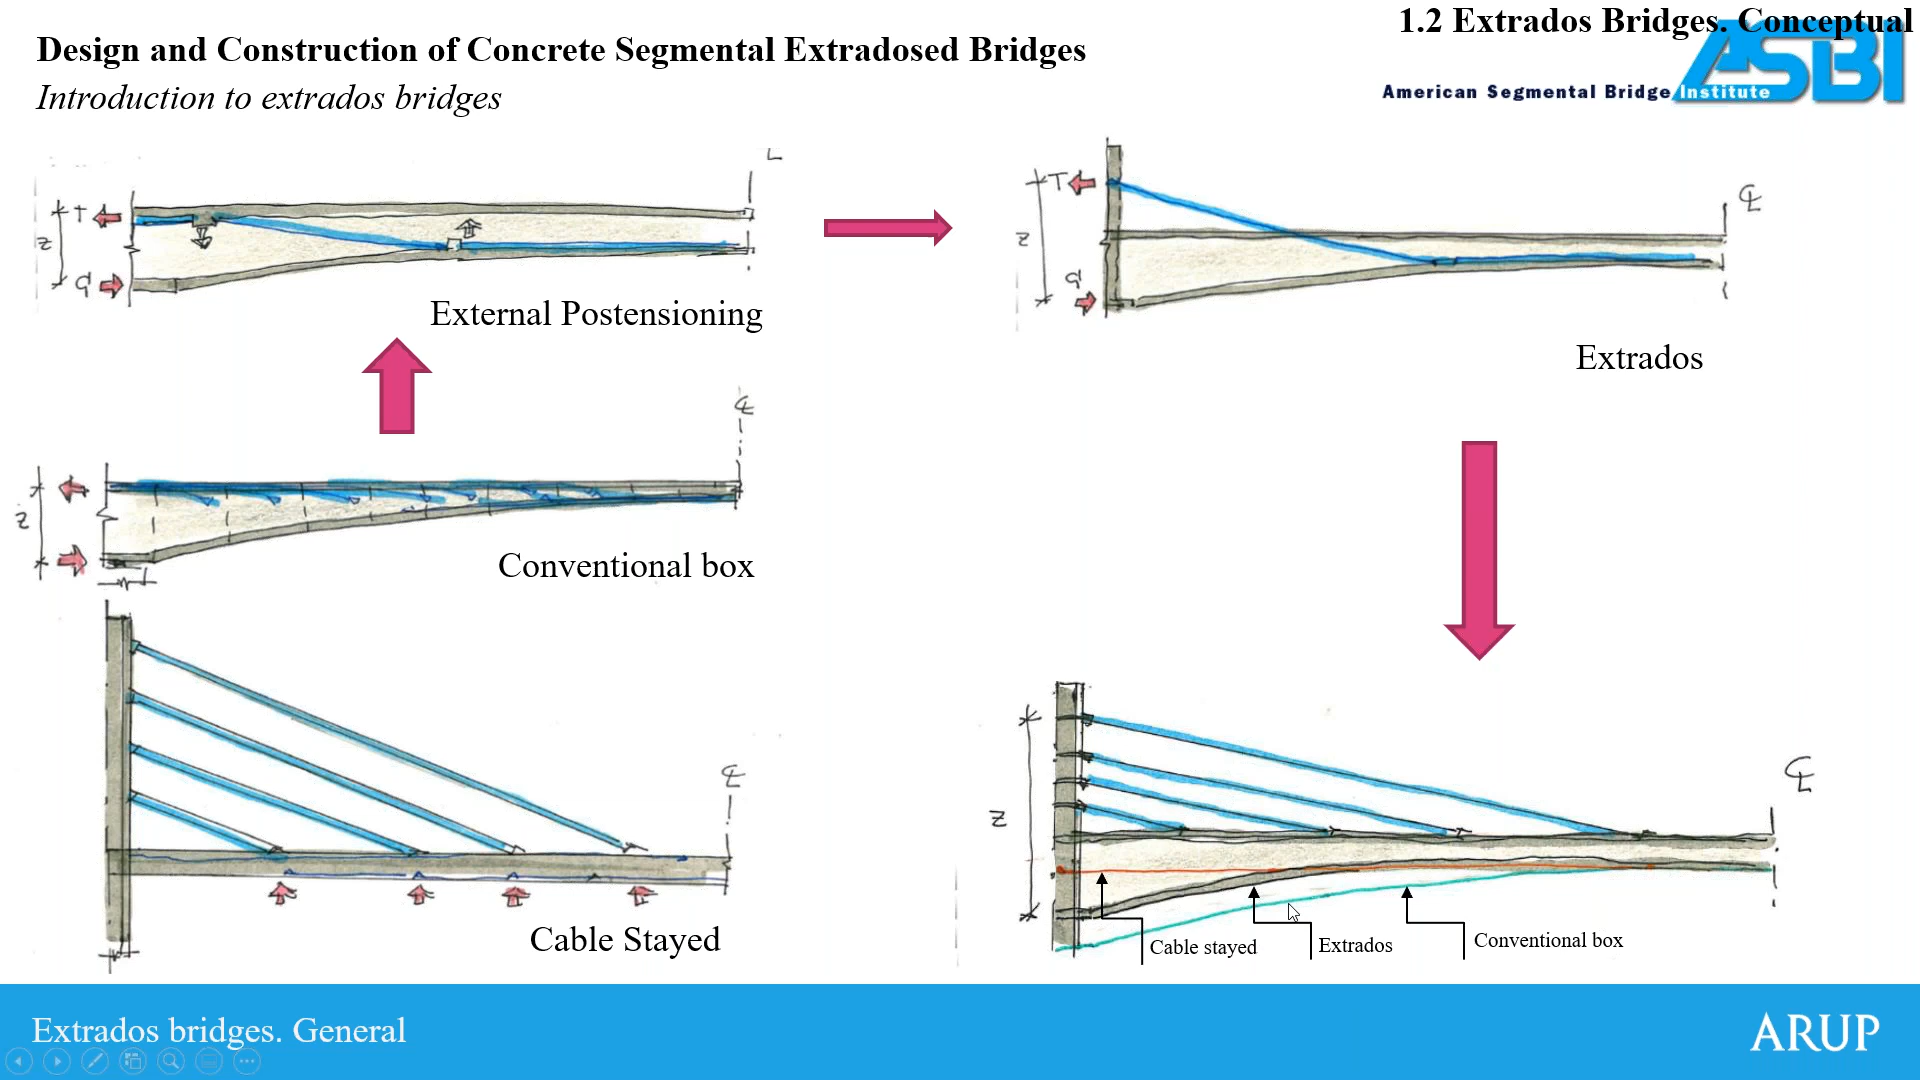 1.2 Extrados Bridges. Conceptual
Design and Construction of Concrete Segmental Extradosed Bridges
Introduction to extrados bridges
ASBI
American Segmental Bridge Institute
T
z
External Postensioning
T
z
Extrados
z
Conventional box
Cable Stayed
z
Cable stayed
Extrados
Conventional box
Extrados bridges. General
ARUP